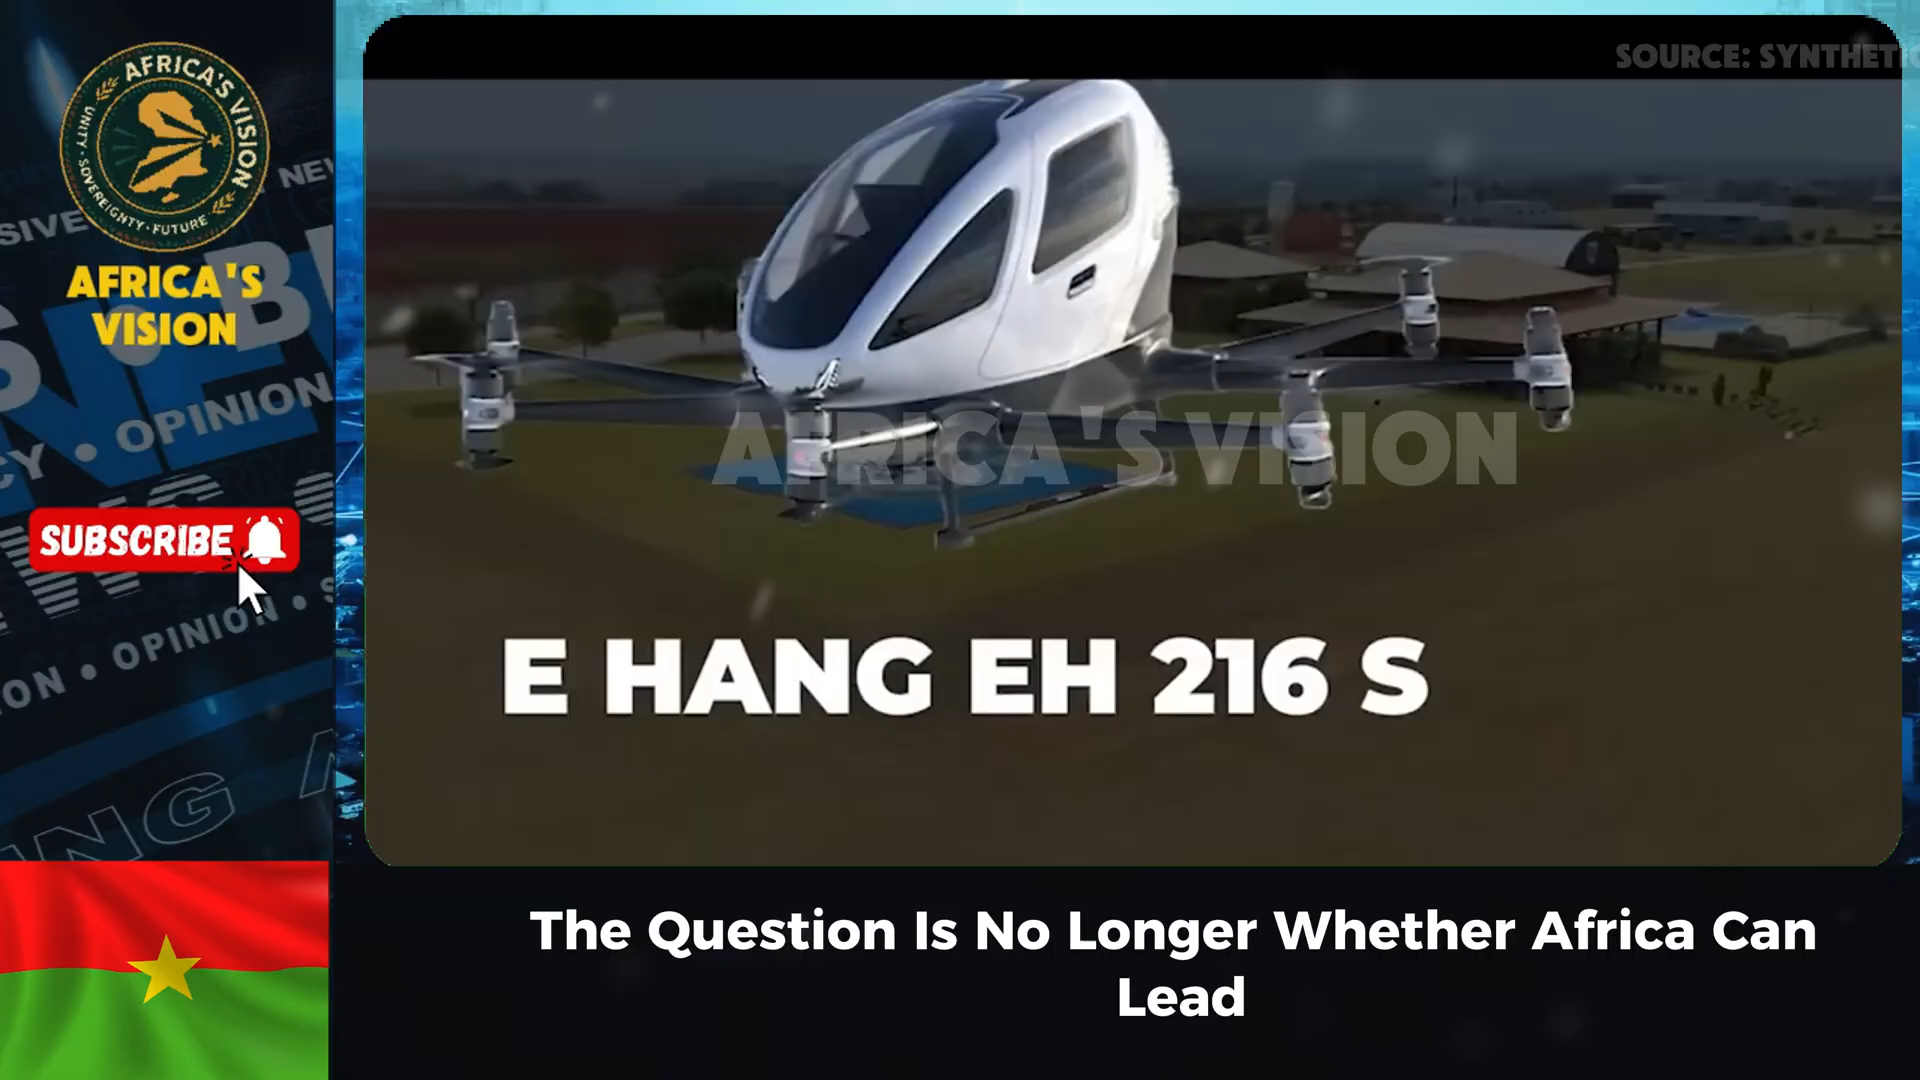 SOURCE: SYNTHETIC
AFRICA'S VISION
UNITY · SOVEREIGNTY · FUTURE
AFRICA'S
VISION
SUBSCRIBE
AFRICA'S VISION
E HANG EH 216 S
The Question Is No Longer Whether Africa Can
Lead
OPINION
OPINION